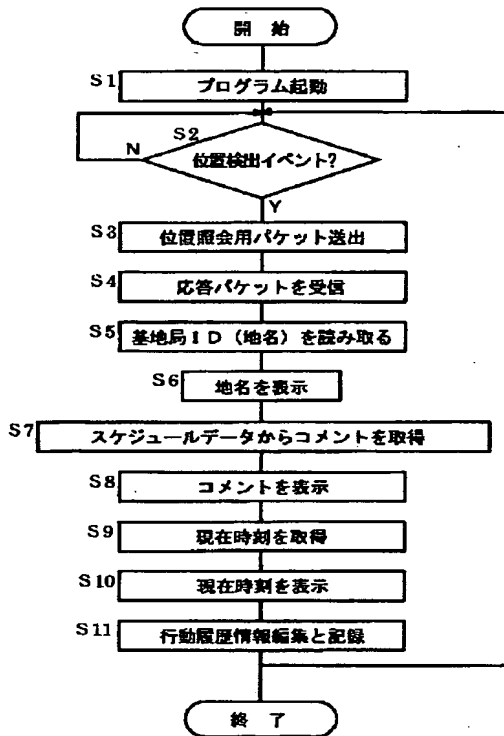 開 始
S1
プログラム起動
S2
N
位置検出イベント?
Y
S3
位置照会用パケット送出
S4
応答パケットを受信
S5
基地局ID(地名)を読み取る
S6
地名を表示
S7
スケジュールデータからコメントを取得
S8
コメントを表示
S9
現在時刻を取得
S10
現在時刻を表示
S11
行動履歴情報編集と記録
終 了